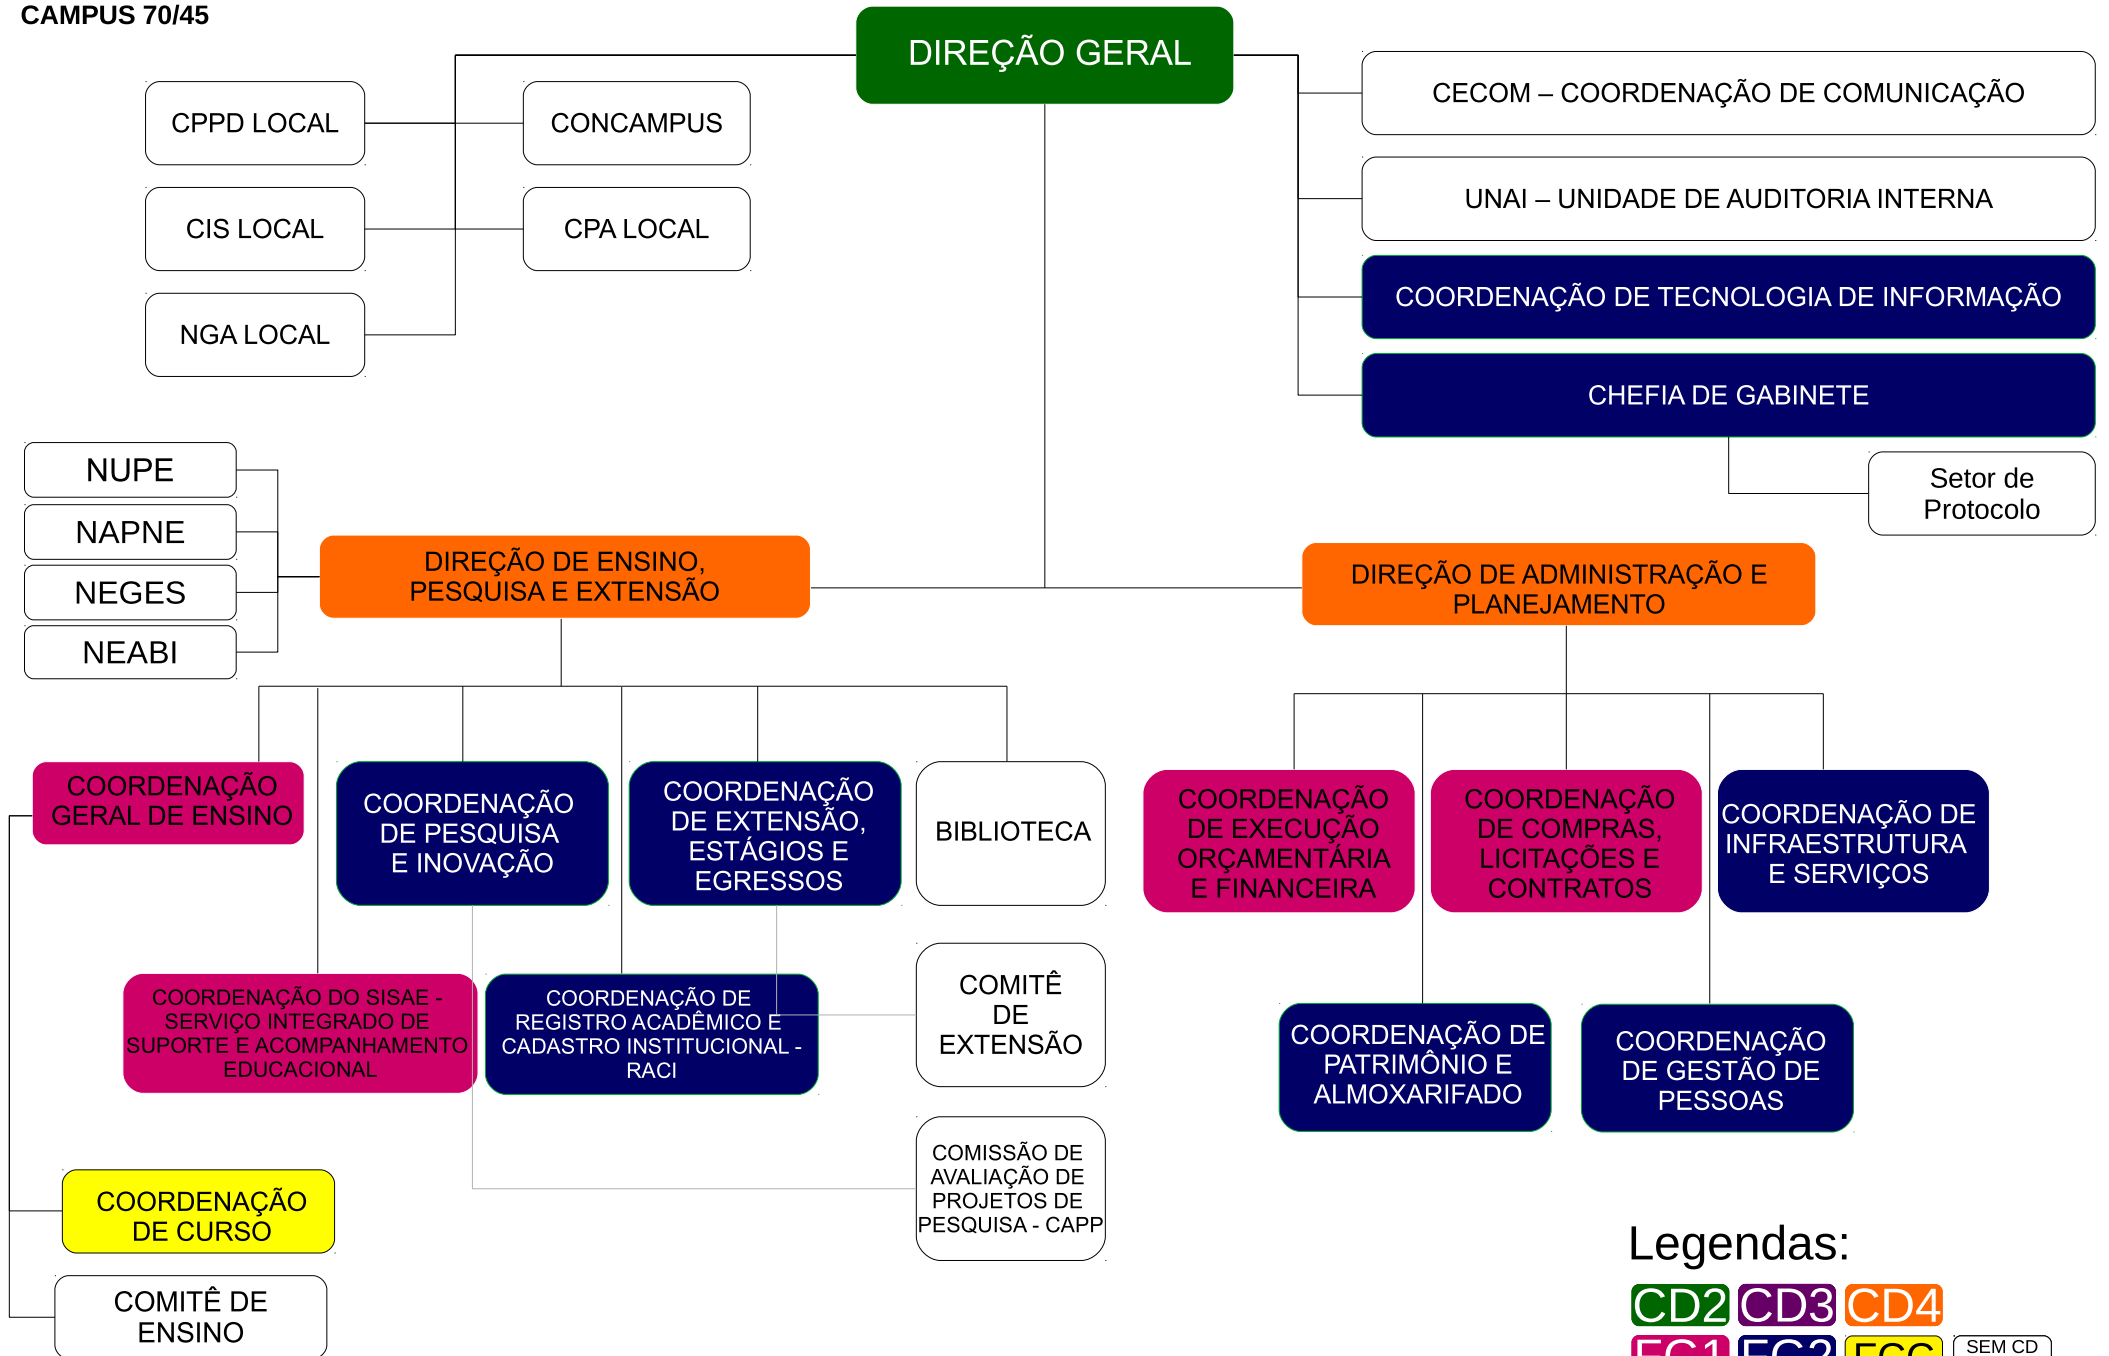 CAMPUS 70/45
DIREÇÃO GERAL
CPPD LOCAL
CONCAMPUS
CIS LOCAL
CPA LOCAL
NGA LOCAL
CECOM – COORDENAÇÃO DE COMUNICAÇÃO
UNAI – UNIDADE DE AUDITORIA INTERNA
COORDENAÇÃO DE TECNOLOGIA DE INFORMAÇÃO
CHEFIA DE GABINETE
Setor de
Protocolo
NUPE
NAPNE
NEGES
NEABI
DIREÇÃO DE ENSINO,
PESQUISA E EXTENSÃO
DIREÇÃO DE ADMINISTRAÇÃO E
PLANEJAMENTO
COORDENAÇÃO
GERAL DE ENSINO
COORDENAÇÃO
DE PESQUISA
E INOVAÇÃO
COORDENAÇÃO
DE EXTENSÃO,
ESTÁGIOS E
EGRESSOS
BIBLIOTECA
COORDENAÇÃO
DE EXECUÇÃO
ORÇAMENTÁRIA
E FINANCEIRA
COORDENAÇÃO
DE COMPRAS,
LICITAÇÕES E
CONTRATOS
COORDENAÇÃO DE
INFRAESTRUTURA
E SERVIÇOS
COORDENAÇÃO DO SISAE -
SERVIÇO INTEGRADO DE
SUPORTE E ACOMPANHAMENTO
EDUCACIONAL
COORDENAÇÃO DE
REGISTRO ACADÊMICO E
CADASTRO INSTITUCIONAL -
RACI
COMITÊ
DE
EXTENSÃO
COORDENAÇÃO DE
PATRIMÔNIO E
ALMOXARIFADO
COORDENAÇÃO
DE GESTÃO DE
PESSOAS
COMISSÃO DE
AVALIAÇÃO DE
PROJETOS DE
PESQUISA - CAPP
COORDENAÇÃO
DE CURSO
COMITÊ DE
ENSINO
Legendas:
CD2 CD3 CD4
FG1 FG2 FCC SEM CD